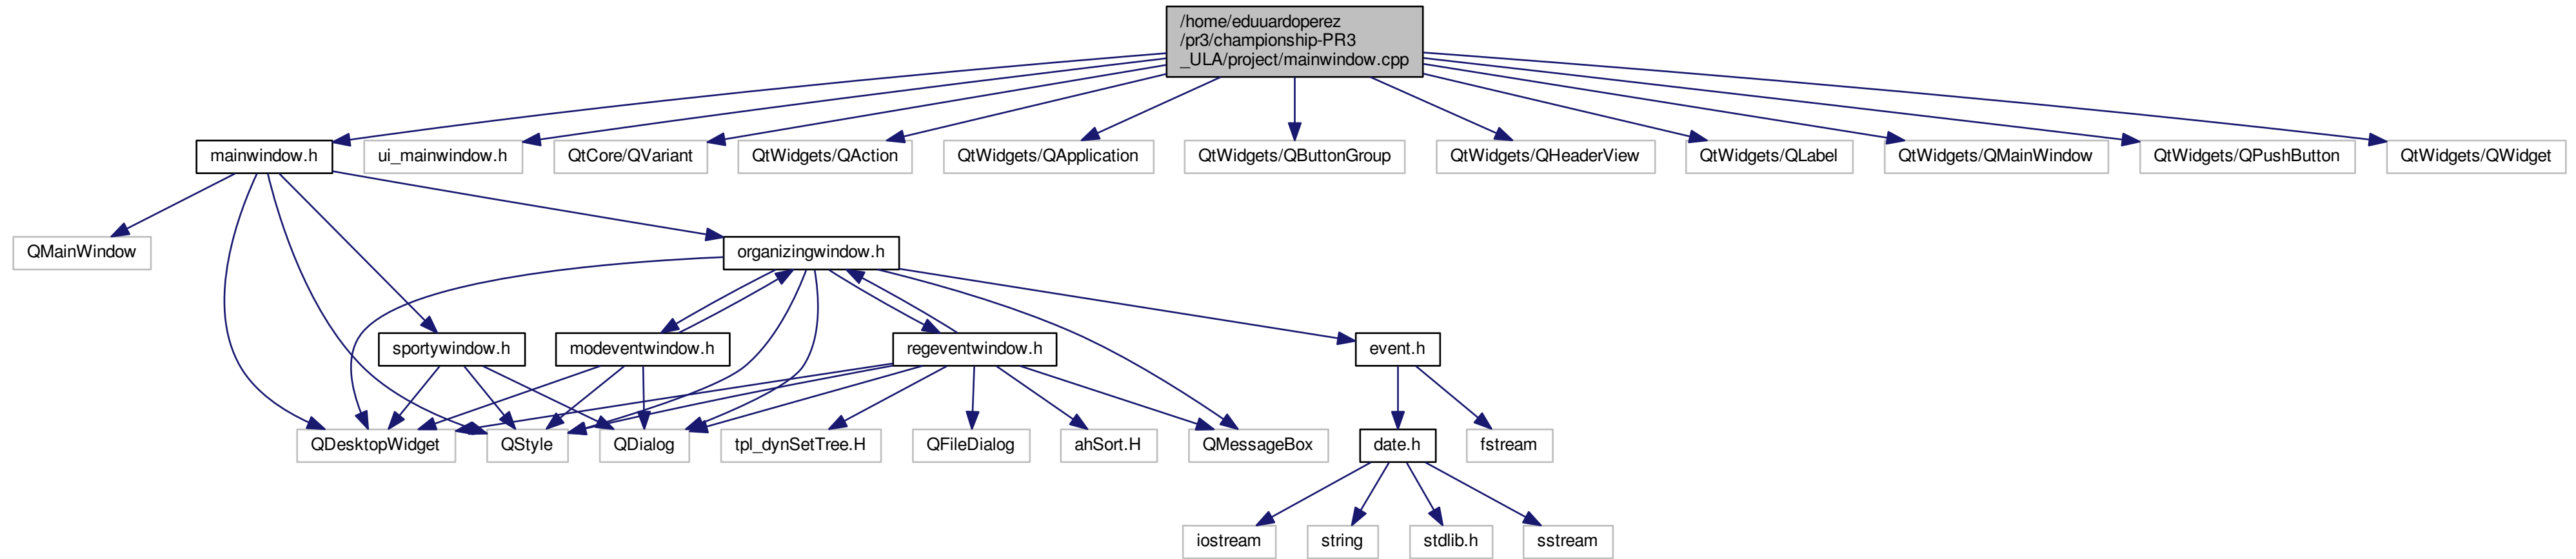 /home/eduuardoperez
/pr3/championship-PR3
_ULA/project/mainwindow.cpp
mainwindow.h
ui_mainwindow.h
QtCore/QVariant
QtWidgets/QAction
QtWidgets/QApplication
QtWidgets/QButtonGroup
QtWidgets/QHeaderView
QtWidgets/QLabel
QtWidgets/QMainWindow
QtWidgets/QPushButton
QtWidgets/QWidget
QMainWindow
organizingwindow.h
sportywindow.h
modeventwindow.h
regeventwindow.h
event.h
QDesktopWidget
QStyle
QDialog
tpl_dynSetTree.H
QFileDialog
ahSort.H
QMessageBox
date.h
fstream
iostream
string
stdlib.h
sstream